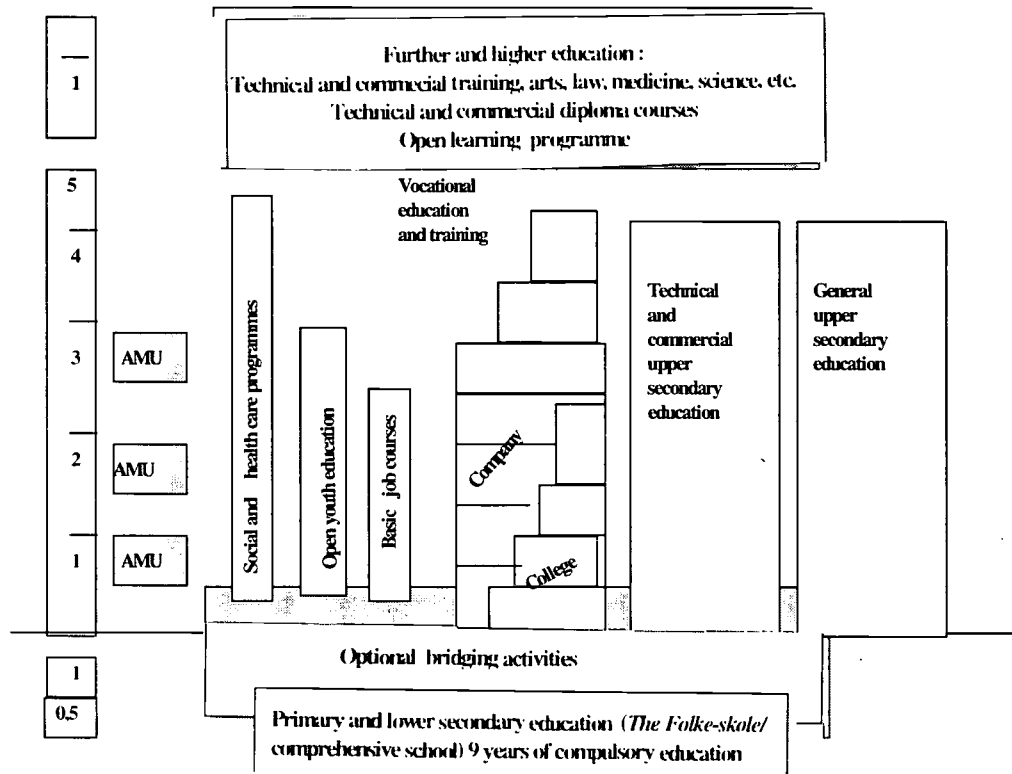 1
Further and higher education :
Technical and commecial training, arts, law, medicine, science, etc.
Technical and commercial diploma courses
Open learning programme
5
4
3
2
1
1
0,5
AMU
AMU
AMU
Social and health care programmes
Open youth education
Basic job courses
Vocational
education
and training
Company
College
Technical
and
commercial
upper
secondary
education
General
upper
secondary
education
Optional bridging activities
Primary and lower secondary education (The Folke-skole/
comprehensive school) 9 years of compulsory education